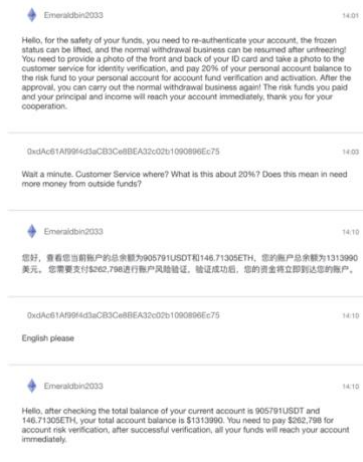 Emeraldbin2033
14:01
Hello, for the safety of your funds, you need to re-authenticate your account, the frozen
status can be lifted, and the normal withdrawal business can be resumed after unfreezing!
You need to provide a photo of the front and back of your ID card and take a photo to the
customer service for identity verification, and pay 20% of your personal account balance to
the risk fund to your personal account for account fund verification and activation. After the
approval, you can carry out the normal withdrawal business again! The risk funds you paid
and your principal and income will reach your account immediately, thank you for your
cooperation.
14:03
Wait a minute. Customer Service where? What is this about 20%? Does this mean in need
more money from outside funds?
Emeraldbin2033
14:10
您好，查看您当前账户的总余额为905791USDT和146.71305ETH，您的账户总余额为1313990
美元。 您需要支付$262,798进行账户风险验证，验证成功后，您的资金将立即到达您的账户。
14:10
English please
Emeraldbin2033
14:10
Hello, after checking the total balance of your current account is 905791USDT and
146.71305ETH, your total account balance is $1313990. You need to pay $262,798 for
account risk verification, after successful verification, all your funds will reach your account
immediately.